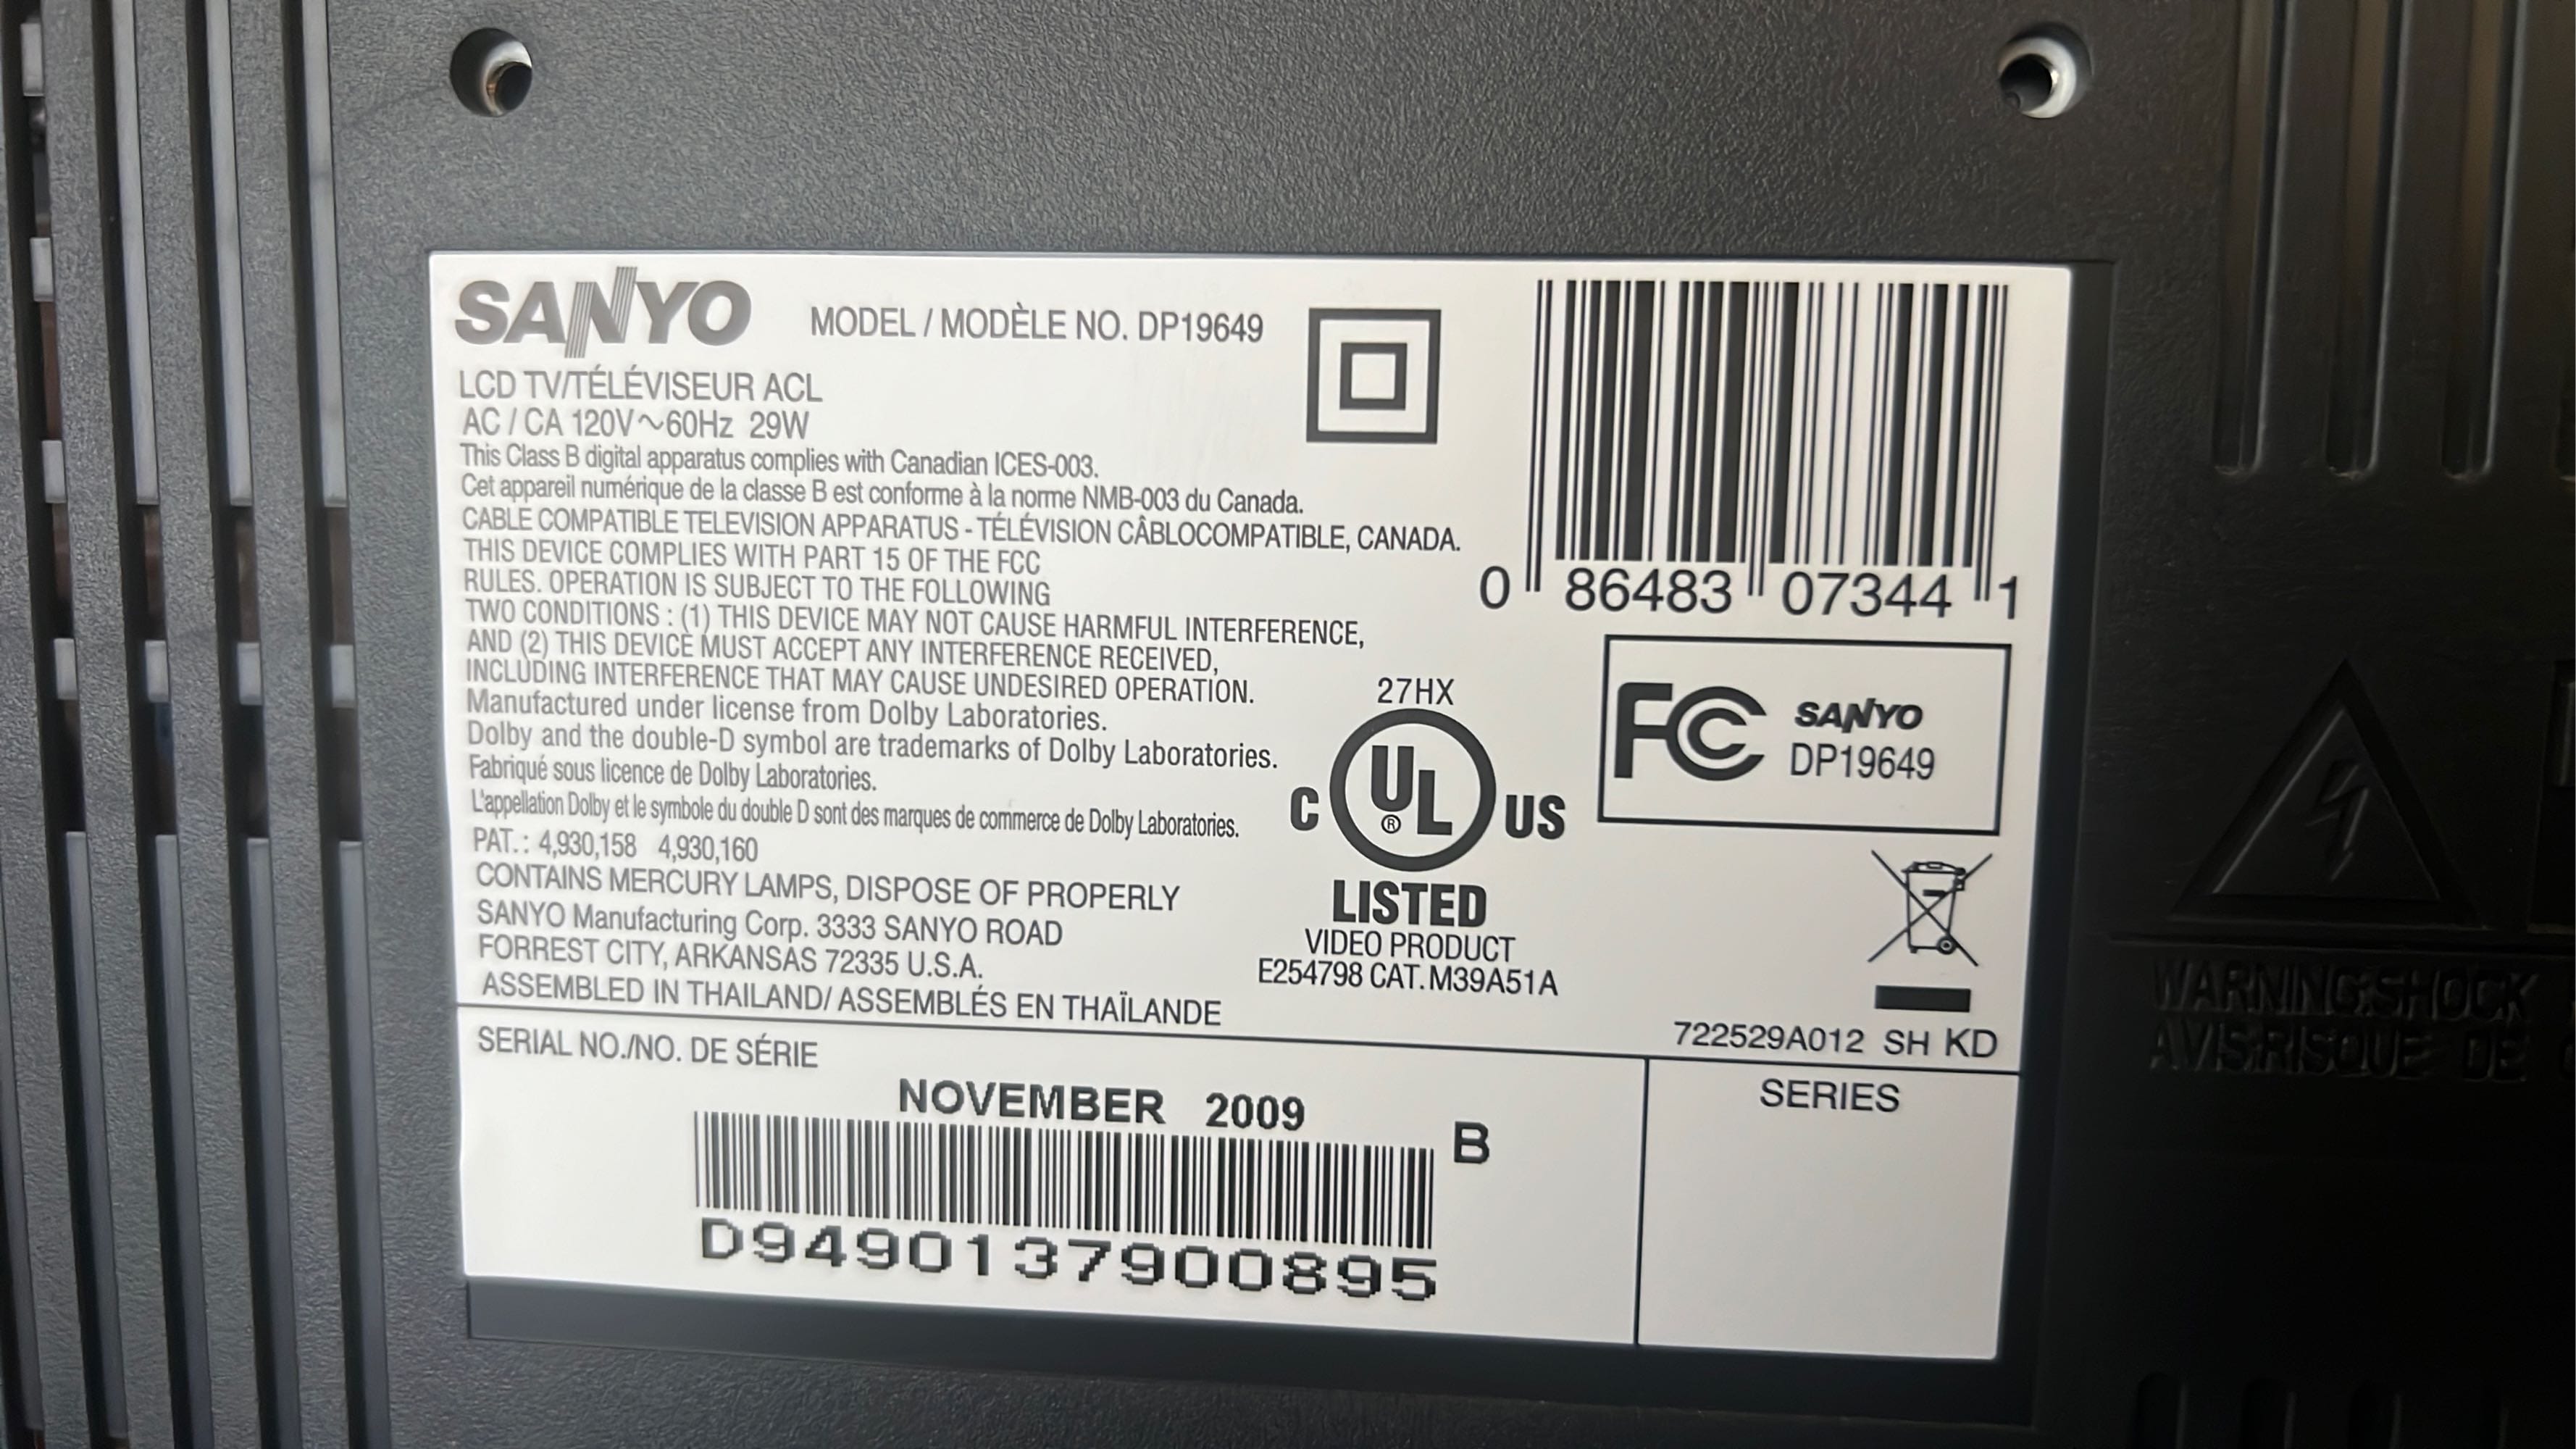 SANYO MODEL / MODÈLE NO. DP19649
LCD TV/TÉLÉVISEUR ACL
AC / CA 120V～60Hz 29W
This Class B digital apparatus complies with Canadian ICES-003.
Cet appareil numérique de la classe B est conforme à la norme NMB-003 du Canada.
CABLE COMPATIBLE TELEVISION APPARATUS - TÉLÉVISION CÂBLOCOMPATIBLE, CANADA.
THIS DEVICE COMPLIES WITH PART 15 OF THE FCC
RULES. OPERATION IS SUBJECT TO THE FOLLOWING
TWO CONDITIONS : (1) THIS DEVICE MAY NOT CAUSE HARMFUL INTERFERENCE,
AND (2) THIS DEVICE MUST ACCEPT ANY INTERFERENCE RECEIVED,
INCLUDING INTERFERENCE THAT MAY CAUSE UNDESIRED OPERATION.
Manufactured under license from Dolby Laboratories.
Dolby and the double-D symbol are trademarks of Dolby Laboratories.
Fabriqué sous licence de Dolby Laboratories.
L'appellation Dolby et le symbole du double D sont des marques de commerce de Dolby Laboratories.
PAT. : 4,930,158 4,930,160
CONTAINS MERCURY LAMPS, DISPOSE OF PROPERLY
SANYO Manufacturing Corp. 3333 SANYO ROAD
FORREST CITY, ARKANSAS 72335 U.S.A.
ASSEMBLED IN THAILAND/ ASSEMBLÉS EN THAÏLANDE
0 86483 07344 1
27HX
C UL ® US
LISTED
VIDEO PRODUCT
E254798 CAT. M39A51A
FC SANYO
DP19649
722529A012 SH KD
SERIAL NO./NO. DE SÉRIE
NOVEMBER 2009
B
D9490137900895
SERIES
WARNING:SHOCK
AVIS:RISQUE DE